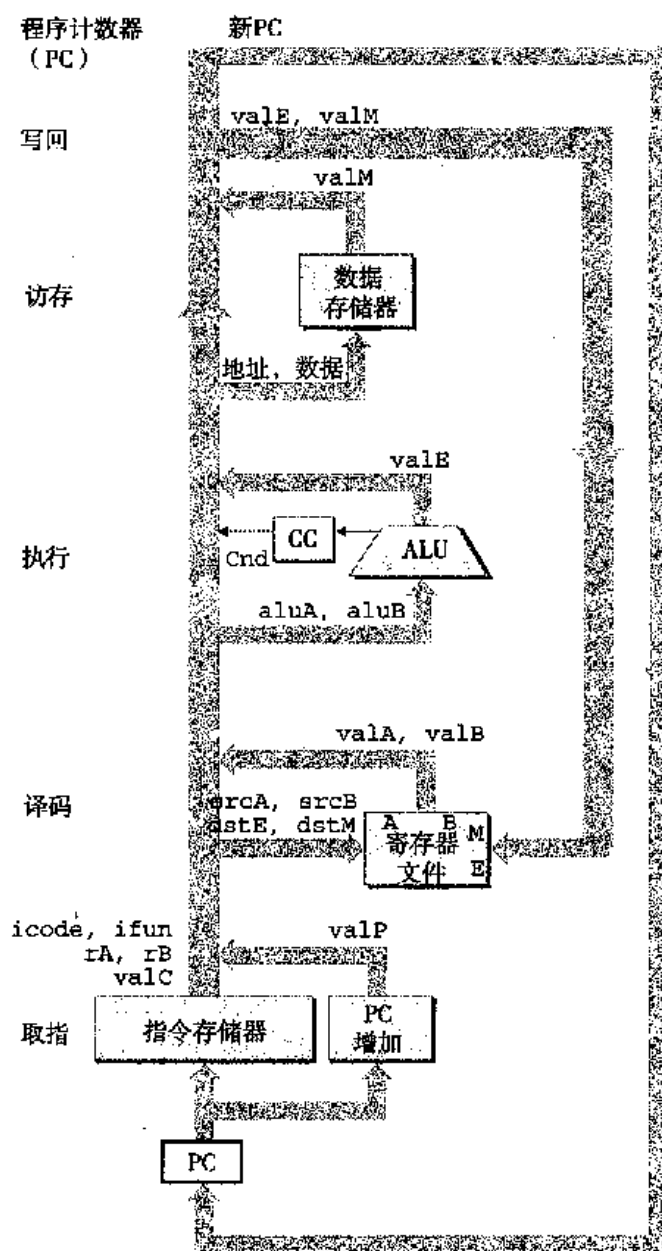 程序计数器
(PC)
新PC
写回
valE, valM
valM
访存
数据
存储器
地址, 数据
valE
执行
CC
ALU
Cnd
aluA, aluB
valA, valB
译码
srcA, srcB
dstE, dstM
A B M
寄存器
文件 E
icode, ifun
rA, rB
valC
valP
取指
指令存储器
PC
增加
PC